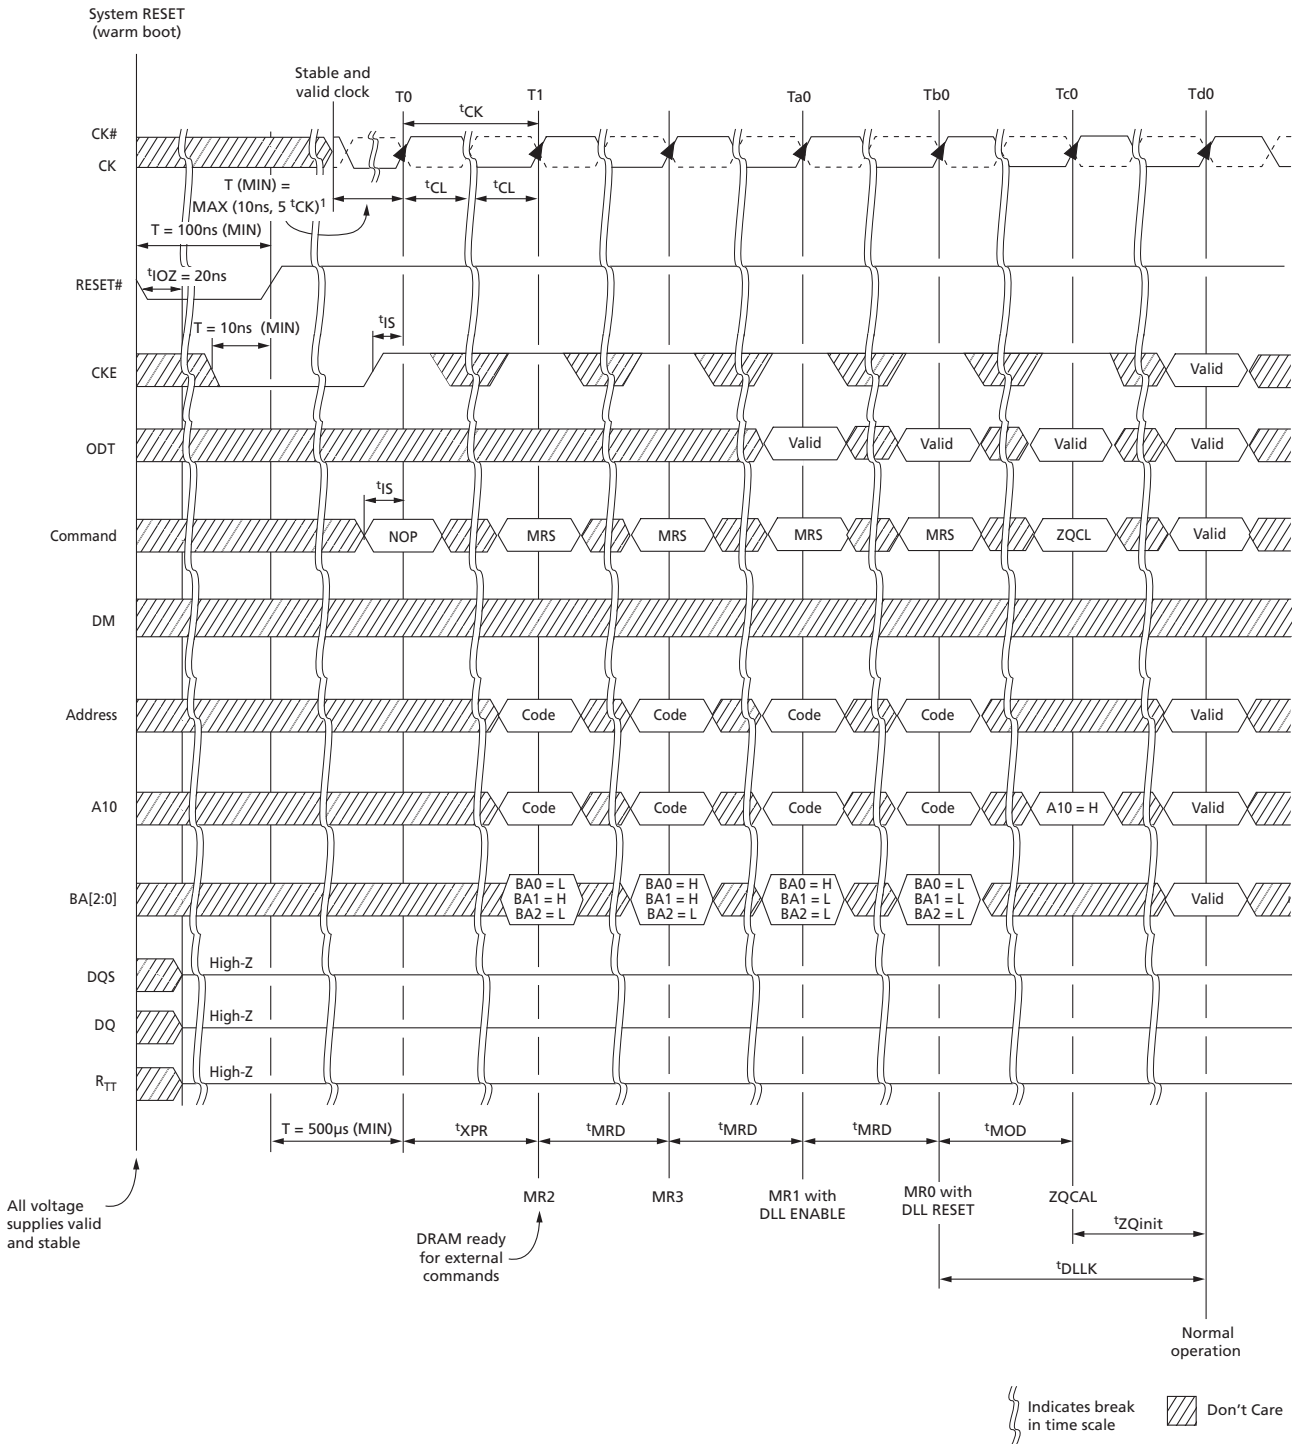 System RESET
(warm boot)
Stable and
valid clock
T0
T1
Ta0
Tb0
Tc0
Td0
tCK
CK#
CK
T (MIN) =
MAX (10ns, 5 tCK)1
tCL
tCL
T = 100ns (MIN)
tIOZ = 20ns
RESET#
T = 10ns (MIN)
tIS
CKE
Valid
ODT
Valid
Valid
Valid
Valid
tIS
Command
NOP
MRS
MRS
MRS
MRS
ZQCL
Valid
DM
Address
Code
Code
Code
Code
Valid
A10
Code
Code
Code
Code
A10 = H
Valid
BA[2:0]
BA0 = L
BA1 = H
BA2 = L
BA0 = H
BA1 = H
BA2 = L
BA0 = H
BA1 = L
BA2 = L
BA0 = L
BA1 = L
BA2 = L
Valid
DQS
High-Z
DQ
High-Z
RTT
High-Z
T = 500µs (MIN)
tXPR
tMRD
tMRD
tMRD
tMOD
All voltage
supplies valid
and stable
MR2
MR3
MR1 with
DLL ENABLE
MR0 with
DLL RESET
ZQCAL
DRAM ready
for external
commands
tZQinit
tDLLK
Normal
operation
Indicates break
in time scale
Don't Care